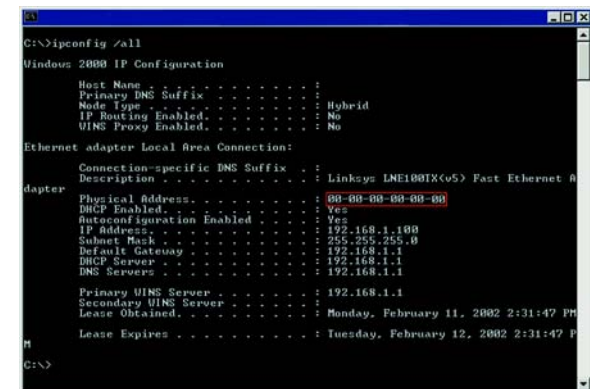 C:\>ipconfig /all
Windows 2000 IP Configuration
Host Name . . . . . . . . . . . . :
Primary DNS Suffix . . . . . . . :
Node Type . . . . . . . . . . . . : Hybrid
IP Routing Enabled. . . . . . . . : No
WINS Proxy Enabled. . . . . . . . : No
Ethernet adapter Local Area Connection:
Connection-specific DNS Suffix . :
Description . . . . . . . . . . . : Linksys LNE100TX(v5) Fast Ethernet A
dapter
Physical Address. . . . . . . . . : 00-00-00-00-00-00
DHCP Enabled. . . . . . . . . . . : Yes
Autoconfiguration Enabled . . . . : Yes
IP Address. . . . . . . . . . . . : 192.168.1.100
Subnet Mask . . . . . . . . . . . : 255.255.255.0
Default Gateway . . . . . . . . . : 192.168.1.1
DHCP Server . . . . . . . . . . . : 192.168.1.1
DNS Servers . . . . . . . . . . . : 192.168.1.1
Primary WINS Server . . . . . . . : 192.168.1.1
Secondary WINS Server . . . . . . :
Lease Obtained. . . . . . . . . . : Monday, February 11, 2002 2:31:47 PM
Lease Expires . . . . . . . . . . : Tuesday, February 12, 2002 2:31:47 P
M
C:\>